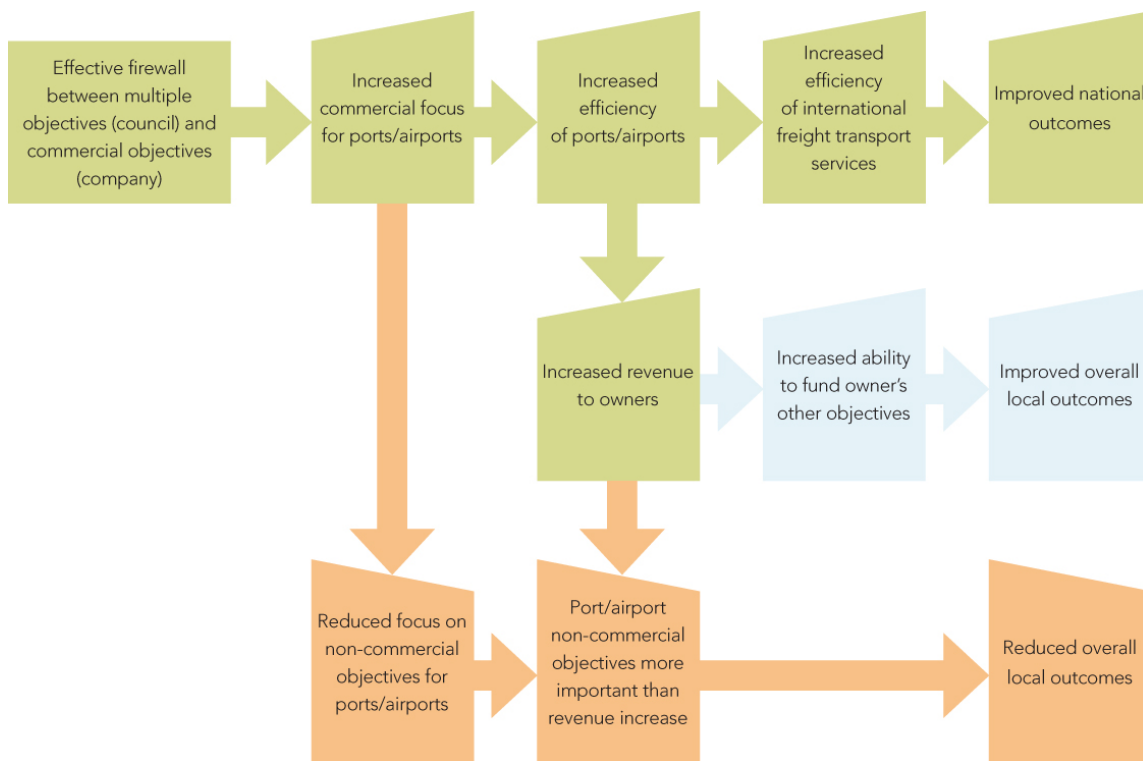 Effective firewall
between multiple
objectives (council) and
commercial objectives
(company)
Increased
commercial focus
for ports/airports
Increased
efficiency
of ports/airports
Increased
efficiency
of international
freight transport
services
Improved national
outcomes
Increased revenue
to owners
Increased ability
to fund owner’s
other objectives
Improved overall
local outcomes
Reduced focus on
non-commercial
objectives for
ports/airports
Port/airport
non-commercial
objectives more
important than
revenue increase
Reduced overall
local outcomes